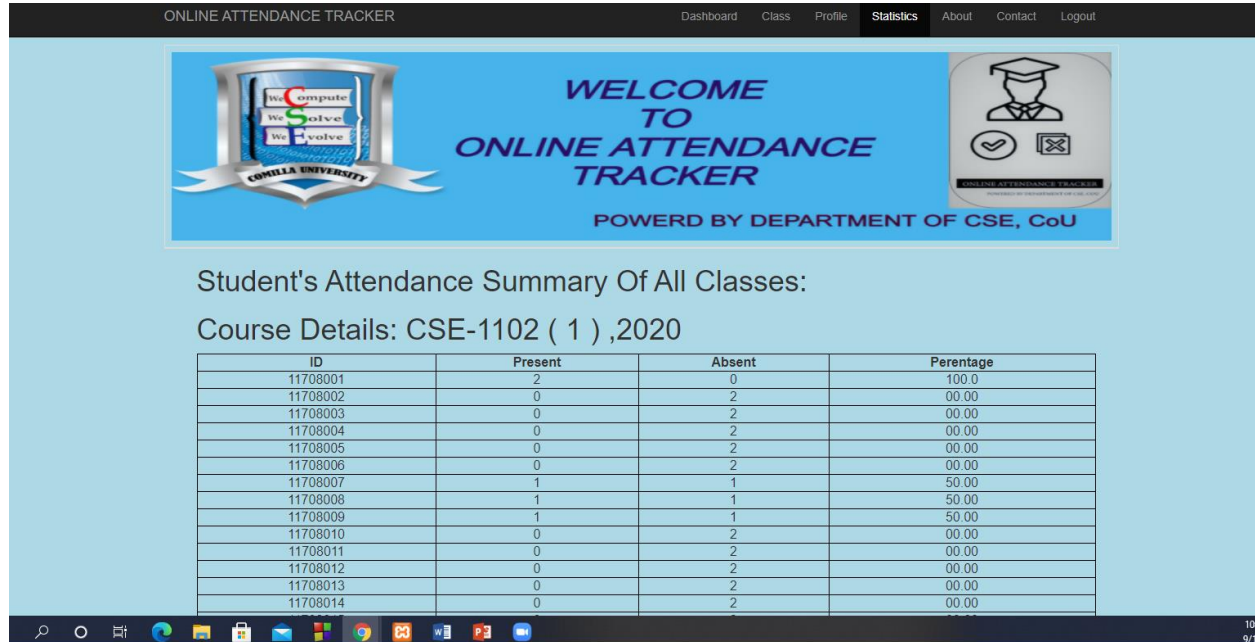 ONLINE ATTENDANCE TRACKER Dashboard Class Profile Statistics About Contact Logout
We Compute
We Solve
We Evolve
COMILLA UNIVERSITY
WELCOME
TO
ONLINE ATTENDANCE
TRACKER
POWERD BY DEPARTMENT OF CSE, CoU
ONLINE ATTENDANCE TRACKER
Student's Attendance Summary Of All Classes:
Course Details: CSE-1102 ( 1 ) ,2020
ID Present Absent Perentage
11708001 2 0 100.0
11708002 0 2 00.00
11708003 0 2 00.00
11708004 0 2 00.00
11708005 0 2 00.00
11708006 0 2 00.00
11708007 1 1 50.00
11708008 1 1 50.00
11708009 1 1 50.00
11708010 0 2 00.00
11708011 0 2 00.00
11708012 0 2 00.00
11708013 0 2 00.00
11708014 0 2 00.00